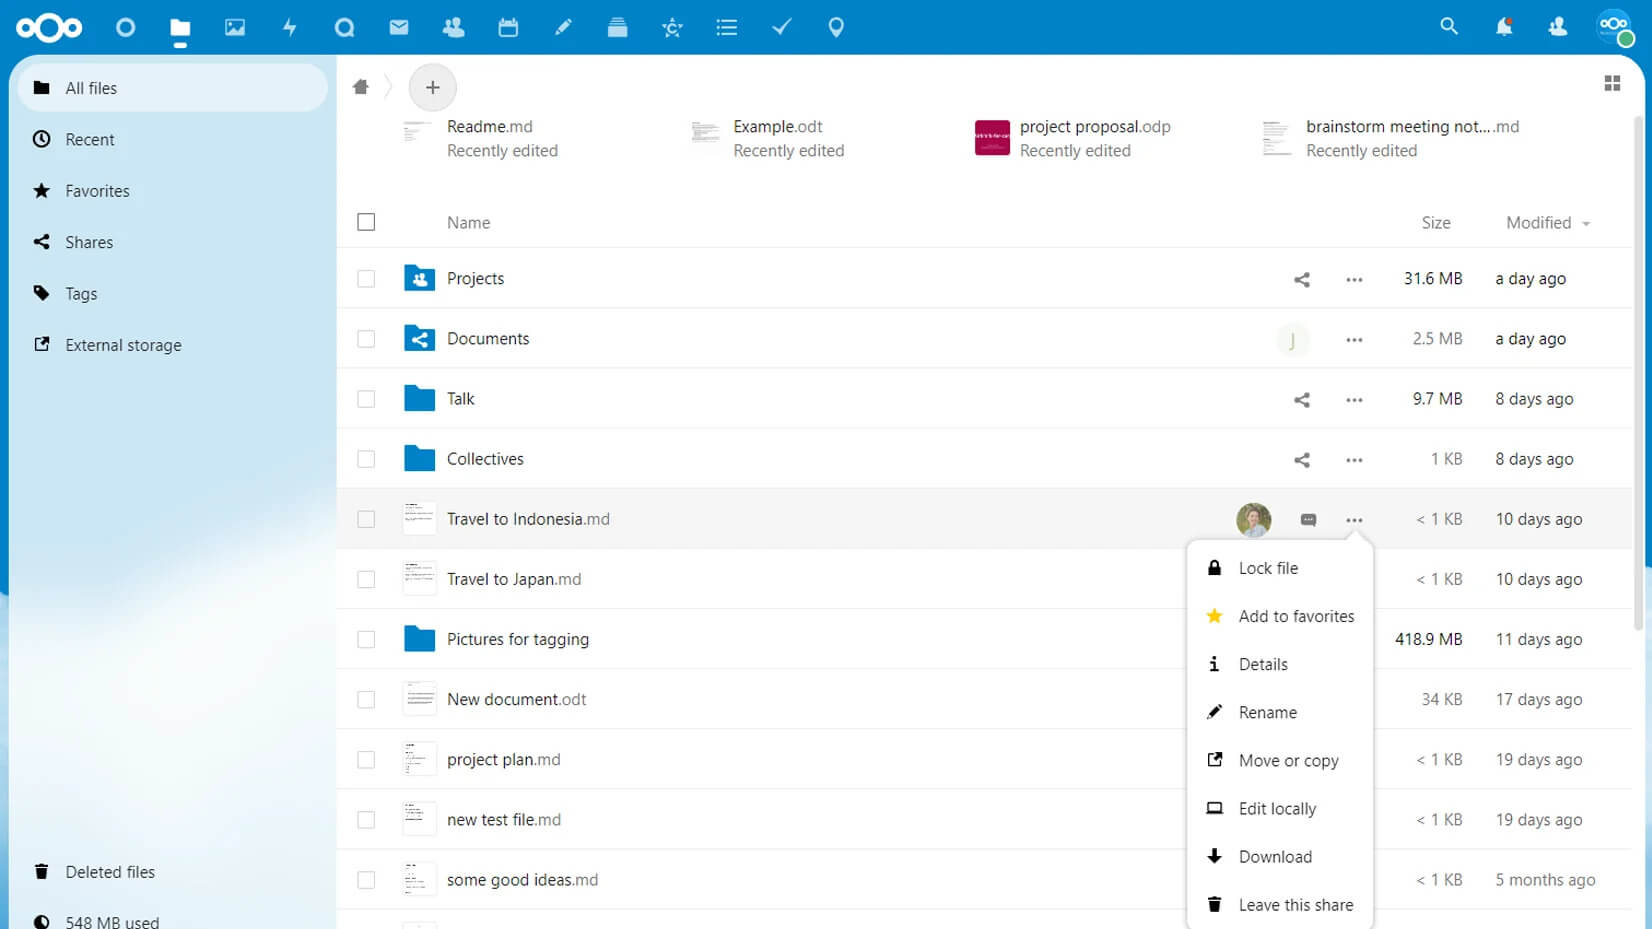 All files
Recent
Favorites
Shares
Tags
External storage
Deleted files
548 MB used
Readme.md
Recently edited
Example.odt
Recently edited
project proposal.odp
Recently edited
brainstorm meeting not....md
Recently edited
Name Size Modified
Projects 31.6 MB a day ago
Documents J 2.5 MB a day ago
Talk 9.7 MB 8 days ago
Collectives 1 KB 8 days ago
Travel to Indonesia.md < 1 KB 10 days ago
Travel to Japan.md < 1 KB 10 days ago
Pictures for tagging 418.9 MB 11 days ago
New document.odt 34 KB 17 days ago
project plan.md < 1 KB 19 days ago
new test file.md < 1 KB 19 days ago
some good ideas.md < 1 KB 5 months ago
Lock file
Add to favorites
Details
Rename
Move or copy
Edit locally
Download
Leave this share